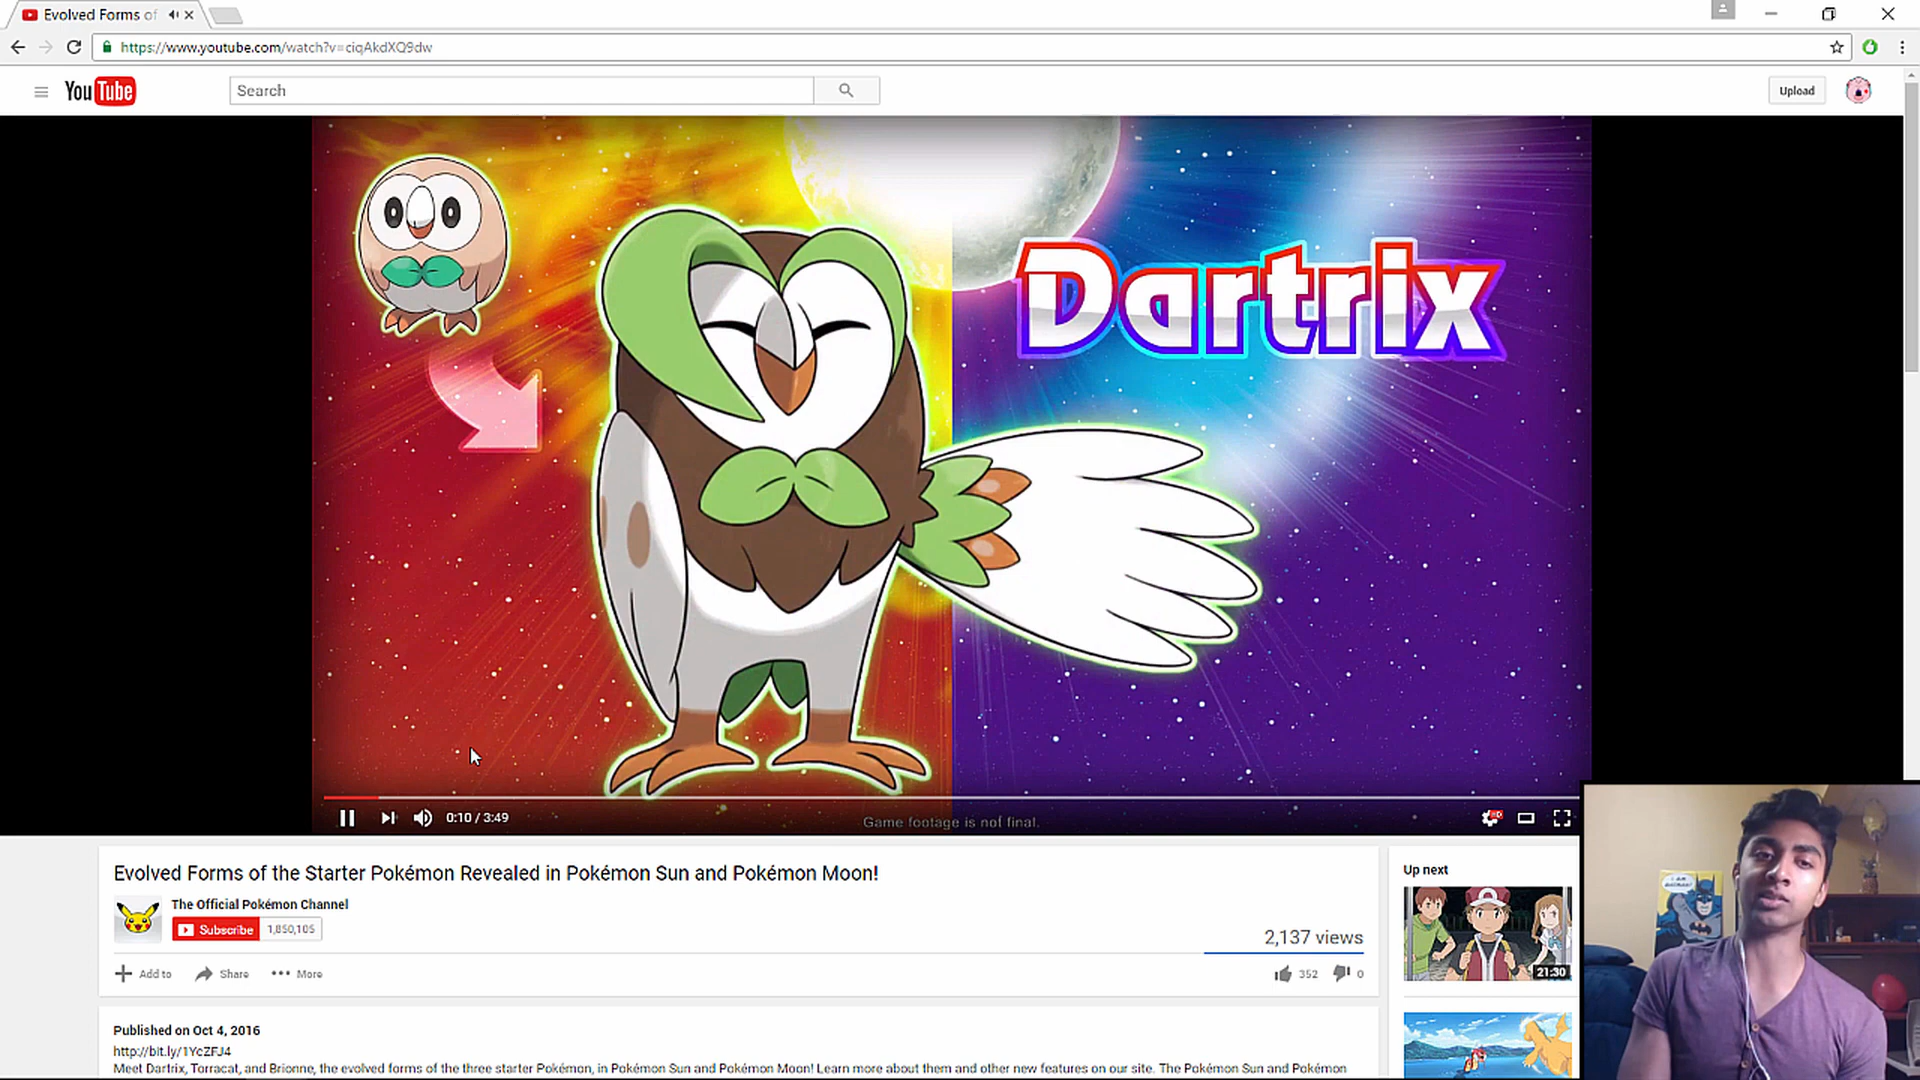 Evolved Forms of
https://www.youtube.com/watch?v=ciqAkdXQ9dw
YouTube
Search
Upload
Dartrix
0:10 / 3:49
HD
Game footage is not final.
Evolved Forms of the Starter Pokémon Revealed in Pokémon Sun and Pokémon Moon!
The Official Pokémon Channel
Subscribe 1,850,105
2,137 views
Add to Share More
352 0
Published on Oct 4, 2016
http://bit.ly/1YcZFJ4
Meet Dartrix, Torracat, and Brionne, the evolved forms of the three starter Pokémon, in Pokémon Sun and Pokémon Moon! Learn more about them and other new features on our site. The Pokémon Sun and Pokémon
Up next
21:30
I AM
BATMAN!